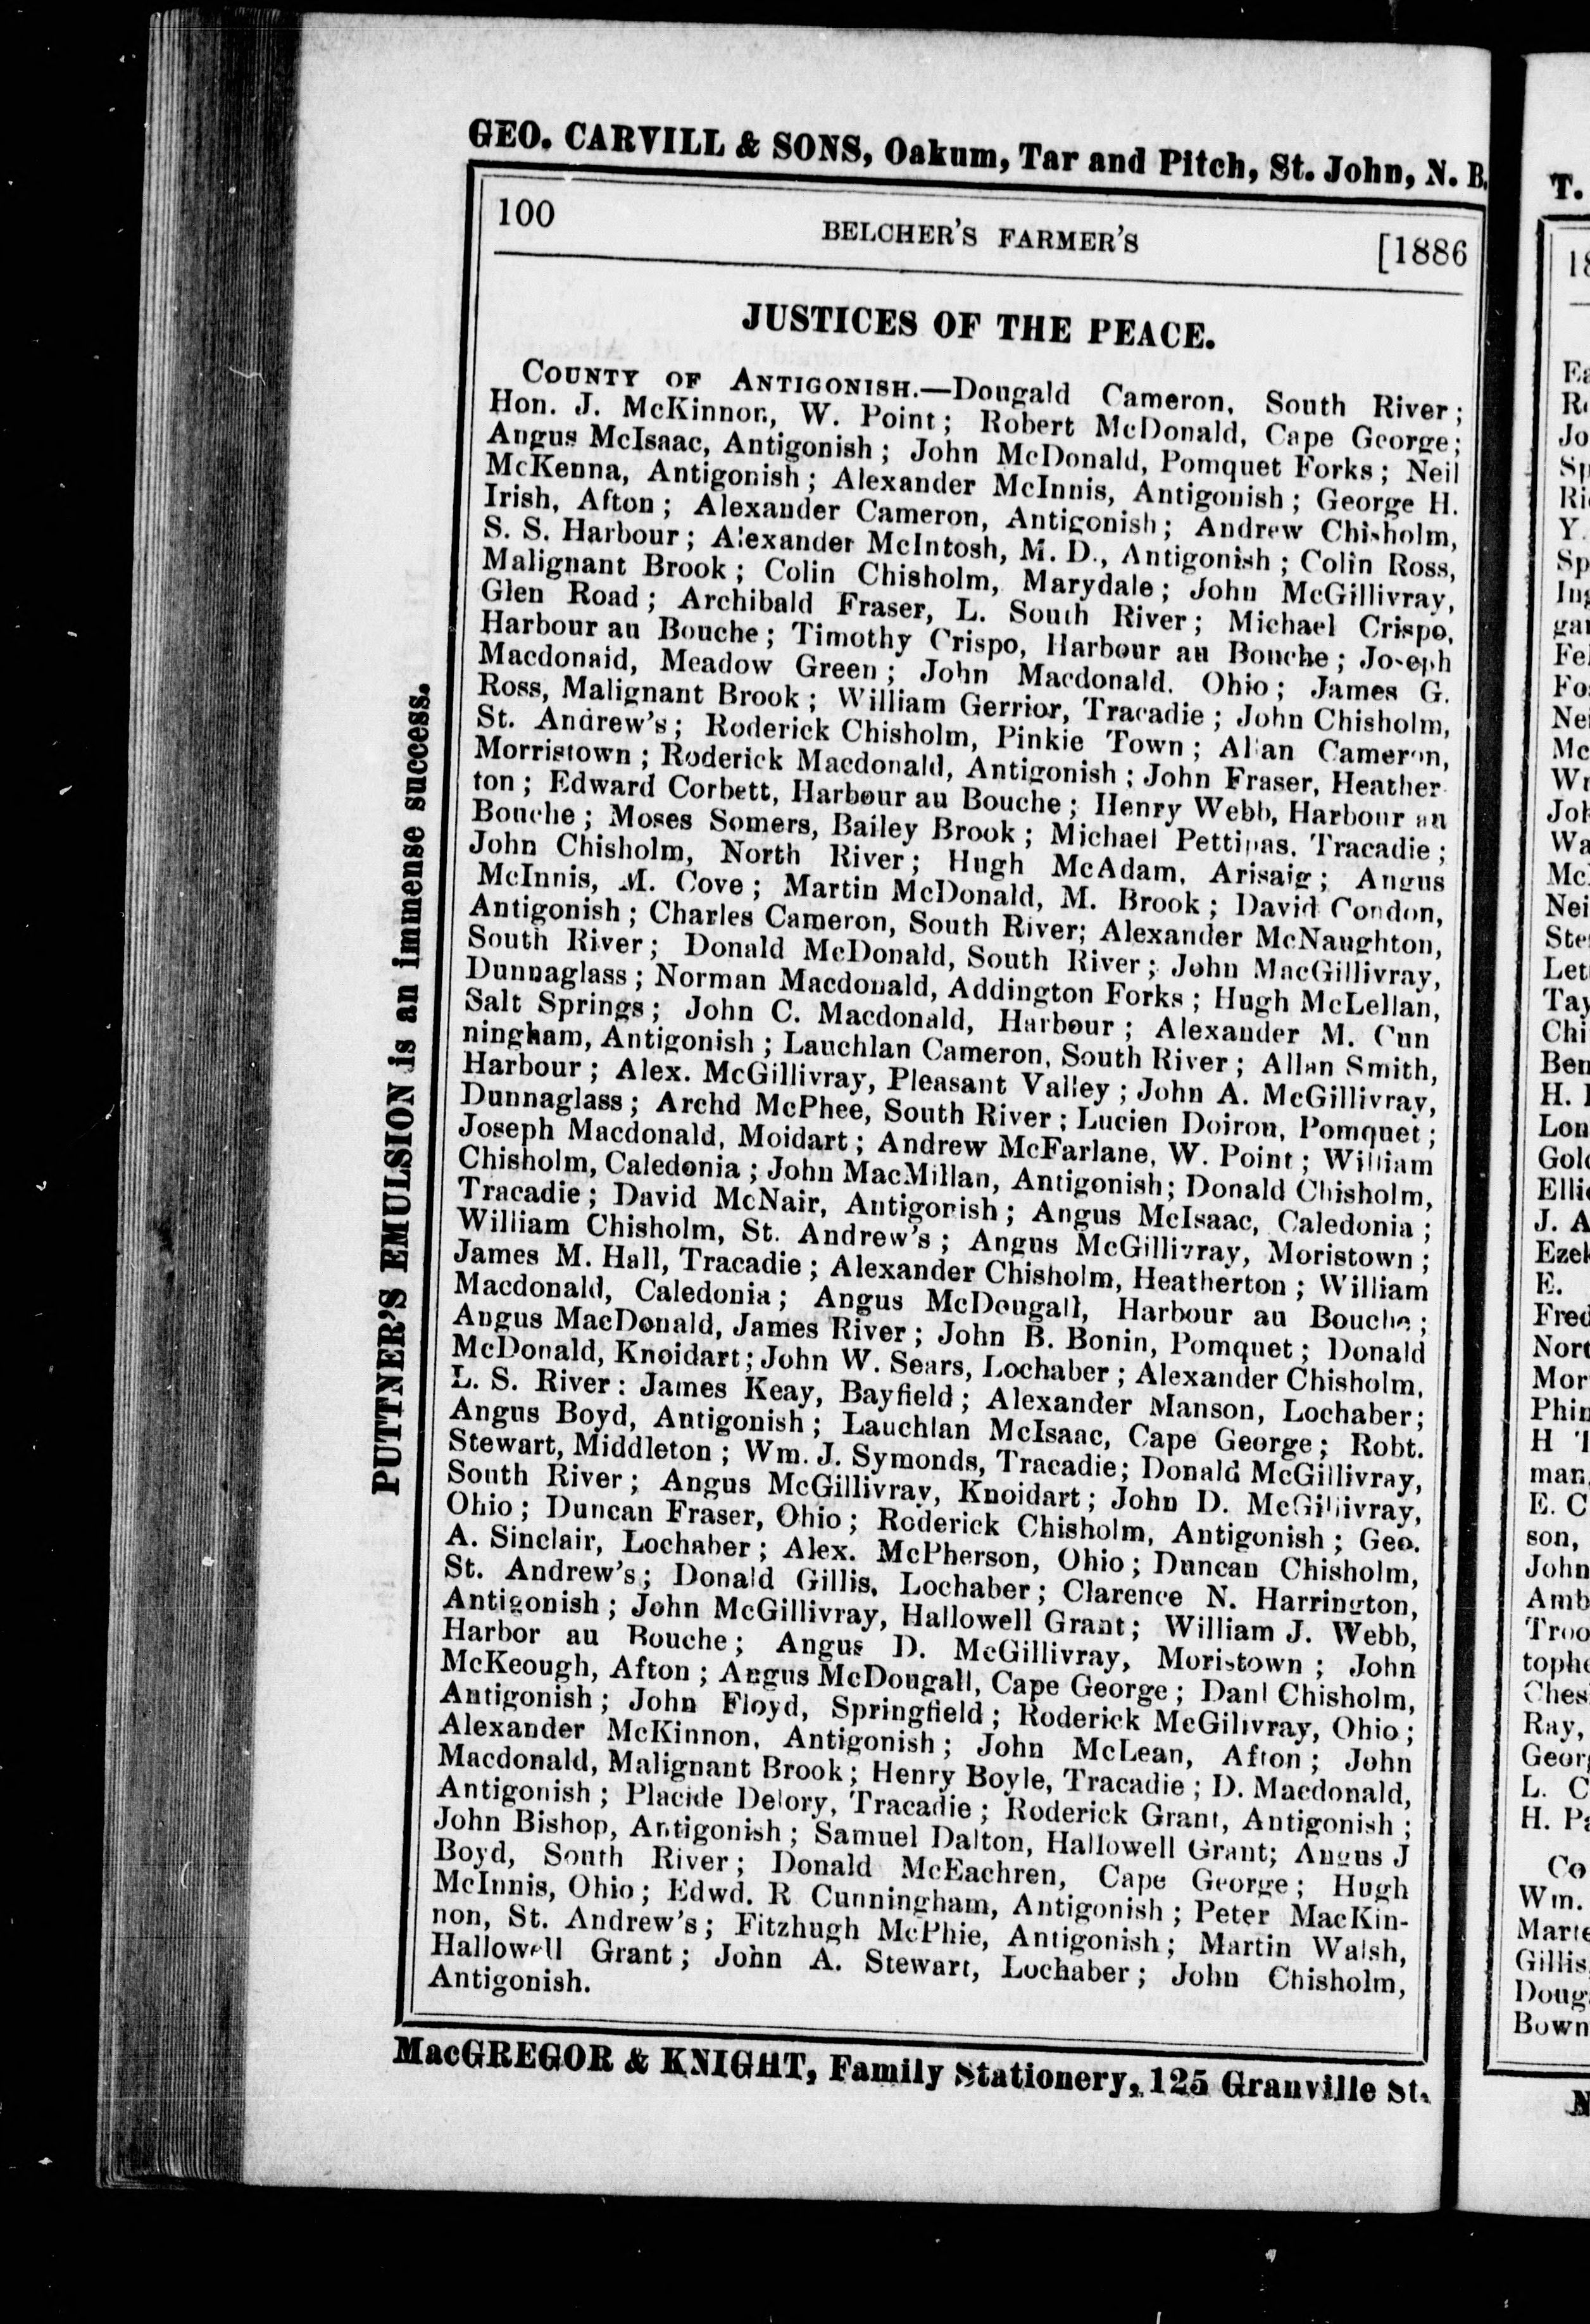 GEO. CARVILL & SONS, Oakum, Tar and Pitch, St. John, N. B.
100 BELCHER'S FARMER'S [1886
JUSTICES OF THE PEACE.
COUNTY OF ANTIGONISH.—Dougald Cameron, South River;
Hon. J. McKinnon, W. Point; Robert McDonald, Cape George;
Angus McIsaac, Antigonish; John McDonald, Pomquet Forks; Neil
McKenna, Antigonish; Alexander McInnis, Antigonish; George H.
Irish, Afton; Alexander Cameron, Antigonish; Andrew Chisholm,
S. S. Harbour; Alexander McIntosh, M. D., Antigonish; Colin Ross,
Malignant Brook; Colin Chisholm, Marydale; John McGillivray,
Glen Road; Archibald Fraser, L. South River; Michael Crispo,
Harbour au Bouche; Timothy Crispo, Harbour au Bouche; Joseph
Macdonald, Meadow Green; John Macdonald. Ohio; James G.
Ross, Malignant Brook; William Gerrior, Tracadie; John Chisholm,
St. Andrew's; Roderick Chisholm, Pinkie Town; Allan Cameron,
Morristown; Roderick Macdonald, Antigonish; John Fraser, Heather-
ton; Edward Corbett, Harbour au Bouche; Henry Webb, Harbour au
Bouche; Moses Somers, Bailey Brook; Michael Pettipas. Tracadie;
John Chisholm, North River; Hugh McAdam, Arisaig; Angus
McInnis, M. Cove; Martin McDonald, M. Brook; David Condon,
Antigonish; Charles Cameron, South River; Alexander McNaughton,
South River; Donald McDonald, South River; John MacGillivray,
Dunnaglass; Norman Macdonald, Addington Forks; Hugh McLellan,
Salt Springs; John C. Macdonald, Harbour; Alexander M. Cun
ningham, Antigonish; Lauchlan Cameron, South River; Allan Smith,
Harbour; Alex. McGillivray, Pleasant Valley; John A. McGillivray,
Dunnaglass; Archd McPhee, South River; Lucien Doiron, Pomquet;
Joseph Macdonald, Moidart; Andrew McFarlane, W. Point; William
Chisholm, Caledonia; John MacMillan, Antigonish; Donald Chisholm,
Tracadie; David McNair, Antigonish; Angus McIsaac, Caledonia;
William Chisholm, St. Andrew's; Angus McGillivray, Moristown;
James M. Hall, Tracadie; Alexander Chisholm, Heatherton; William
Macdonald, Caledonia; Angus McDougall, Harbour au Bouche;
Angus MacDonald, James River; John B. Bonin, Pomquet; Donald
McDonald, Knoidart; John W. Sears, Lochaber; Alexander Chisholm,
L. S. River: James Keay, Bayfield; Alexander Manson, Lochaber;
Angus Boyd, Antigonish; Lauchlan McIsaac, Cape George; Robt.
Stewart, Middleton; Wm. J. Symonds, Tracadie; Donald McGillivray,
South River; Angus McGillivray, Knoidart; John D. McGillivray,
Ohio; Duncan Fraser, Ohio; Roderick Chisholm, Antigonish; Geo.
A. Sinclair, Lochaber; Alex. McPherson, Ohio; Duncan Chisholm,
St. Andrew's; Donald Gillis, Lochaber; Clarence N. Harrington,
Antigonish; John McGillivray, Hallowell Grant; William J. Webb,
Harbor au Bouche; Angus D. McGillivray, Moristown; John
McKeough, Afton; Angus McDougall, Cape George; Danl Chisholm,
Antigonish; John Floyd, Springfield; Roderick McGillivray, Ohio;
Alexander McKinnon, Antigonish; John McLean, Afton; John
Macdonald, Malignant Brook; Henry Boyle, Tracadie; D. Macdonald,
Antigonish; Placide Delory, Tracadie; Roderick Grant, Antigonish;
John Bishop, Antigonish; Samuel Dalton, Hallowell Grant; Angus J
Boyd, South River; Donald McEachren, Cape George; Hugh
McInnis, Ohio; Edwd. R Cunningham, Antigonish; Peter MacKin-
non, St. Andrew's; Fitzhugh McPhie, Antigonish; Martin Walsh,
Hallowell Grant; John A. Stewart, Lochaber; John Chisholm,
Antigonish.
MacGREGOR & KNIGHT, Family Stationery, 125 Granville St.
PUTTNER'S EMULSION is an immense success.